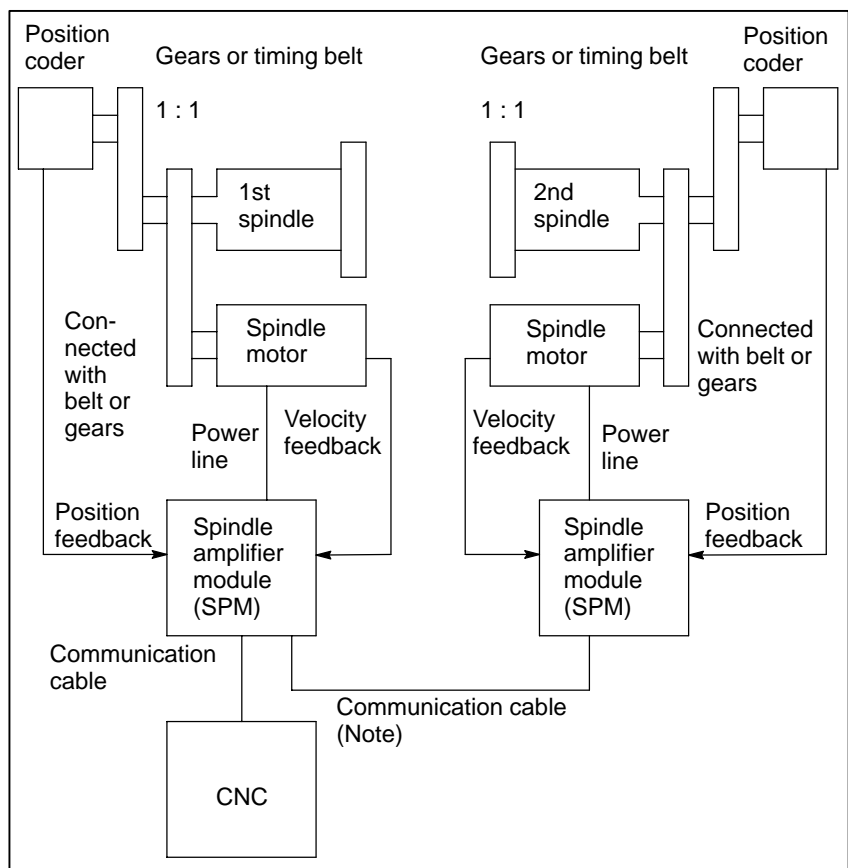 Position
coder
Gears or timing belt
1 : 1
Gears or timing belt
1 : 1
Position
coder
1st
spindle
2nd
spindle
Con-
nected
with
belt or
gears
Spindle
motor
Spindle
motor
Connected
with belt or
gears
Power
line
Velocity
feedback
Velocity
feedback
Power
line
Position
feedback
Spindle
amplifier
module
(SPM)
Spindle
amplifier
module
(SPM)
Position
feedback
Communication
cable
Communication cable
(Note)
CNC